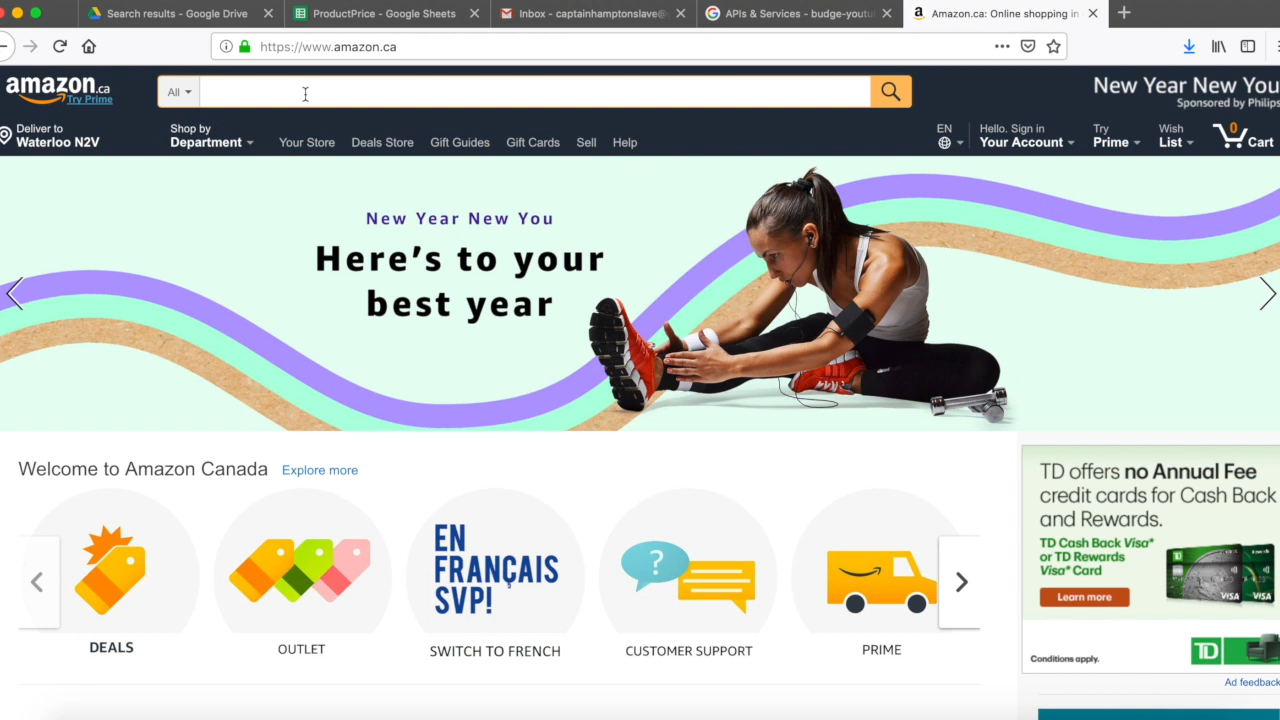 Search results - Google Drive
ProductPrice - Google Sheets
Inbox - captainhamptonslave@
APIs & Services - budge-youtu
Amazon.ca: Online shopping in
https://www.amazon.ca
amazon.ca
Try Prime
All
New Year New You
Sponsored by Philips
Deliver to
Waterloo N2V
Shop by
Department
Your Store
Deals Store
Gift Guides
Gift Cards
Sell
Help
EN
Hello. Sign in
Your Account
Try
Prime
Wish
List
0
Cart
New Year New You
Here's to your
best year
Welcome to Amazon Canada
Explore more
EN
FRANÇAIS
SVP!
?
DEALS
OUTLET
SWITCH TO FRENCH
CUSTOMER SUPPORT
PRIME
TD offers no Annual Fee
credit cards for Cash Back
and Rewards.
TD Cash Back Visa*
or TD Rewards
Visa* Card
Learn more
VISA
VISA
Conditions apply.
TD
Ad feedback